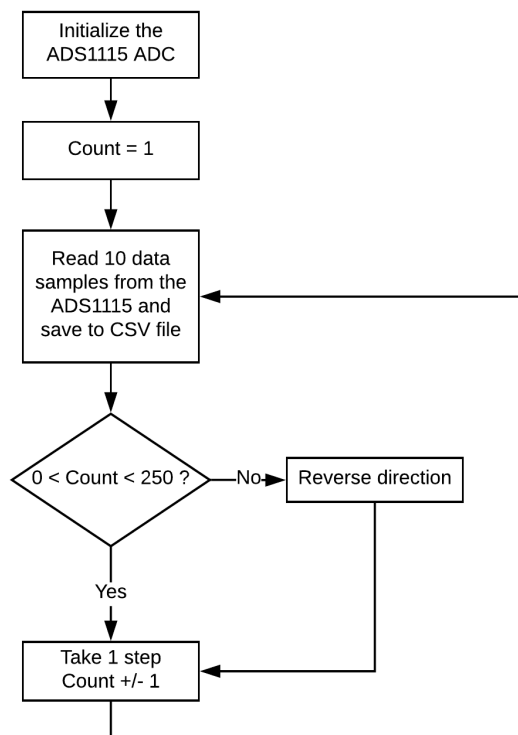 Initialize the
ADS1115 ADC
Count = 1
Read 10 data
samples from the
ADS1115 and
save to CSV file
0 < Count < 250 ?
No
Reverse direction
Yes
Take 1 step
Count +/- 1